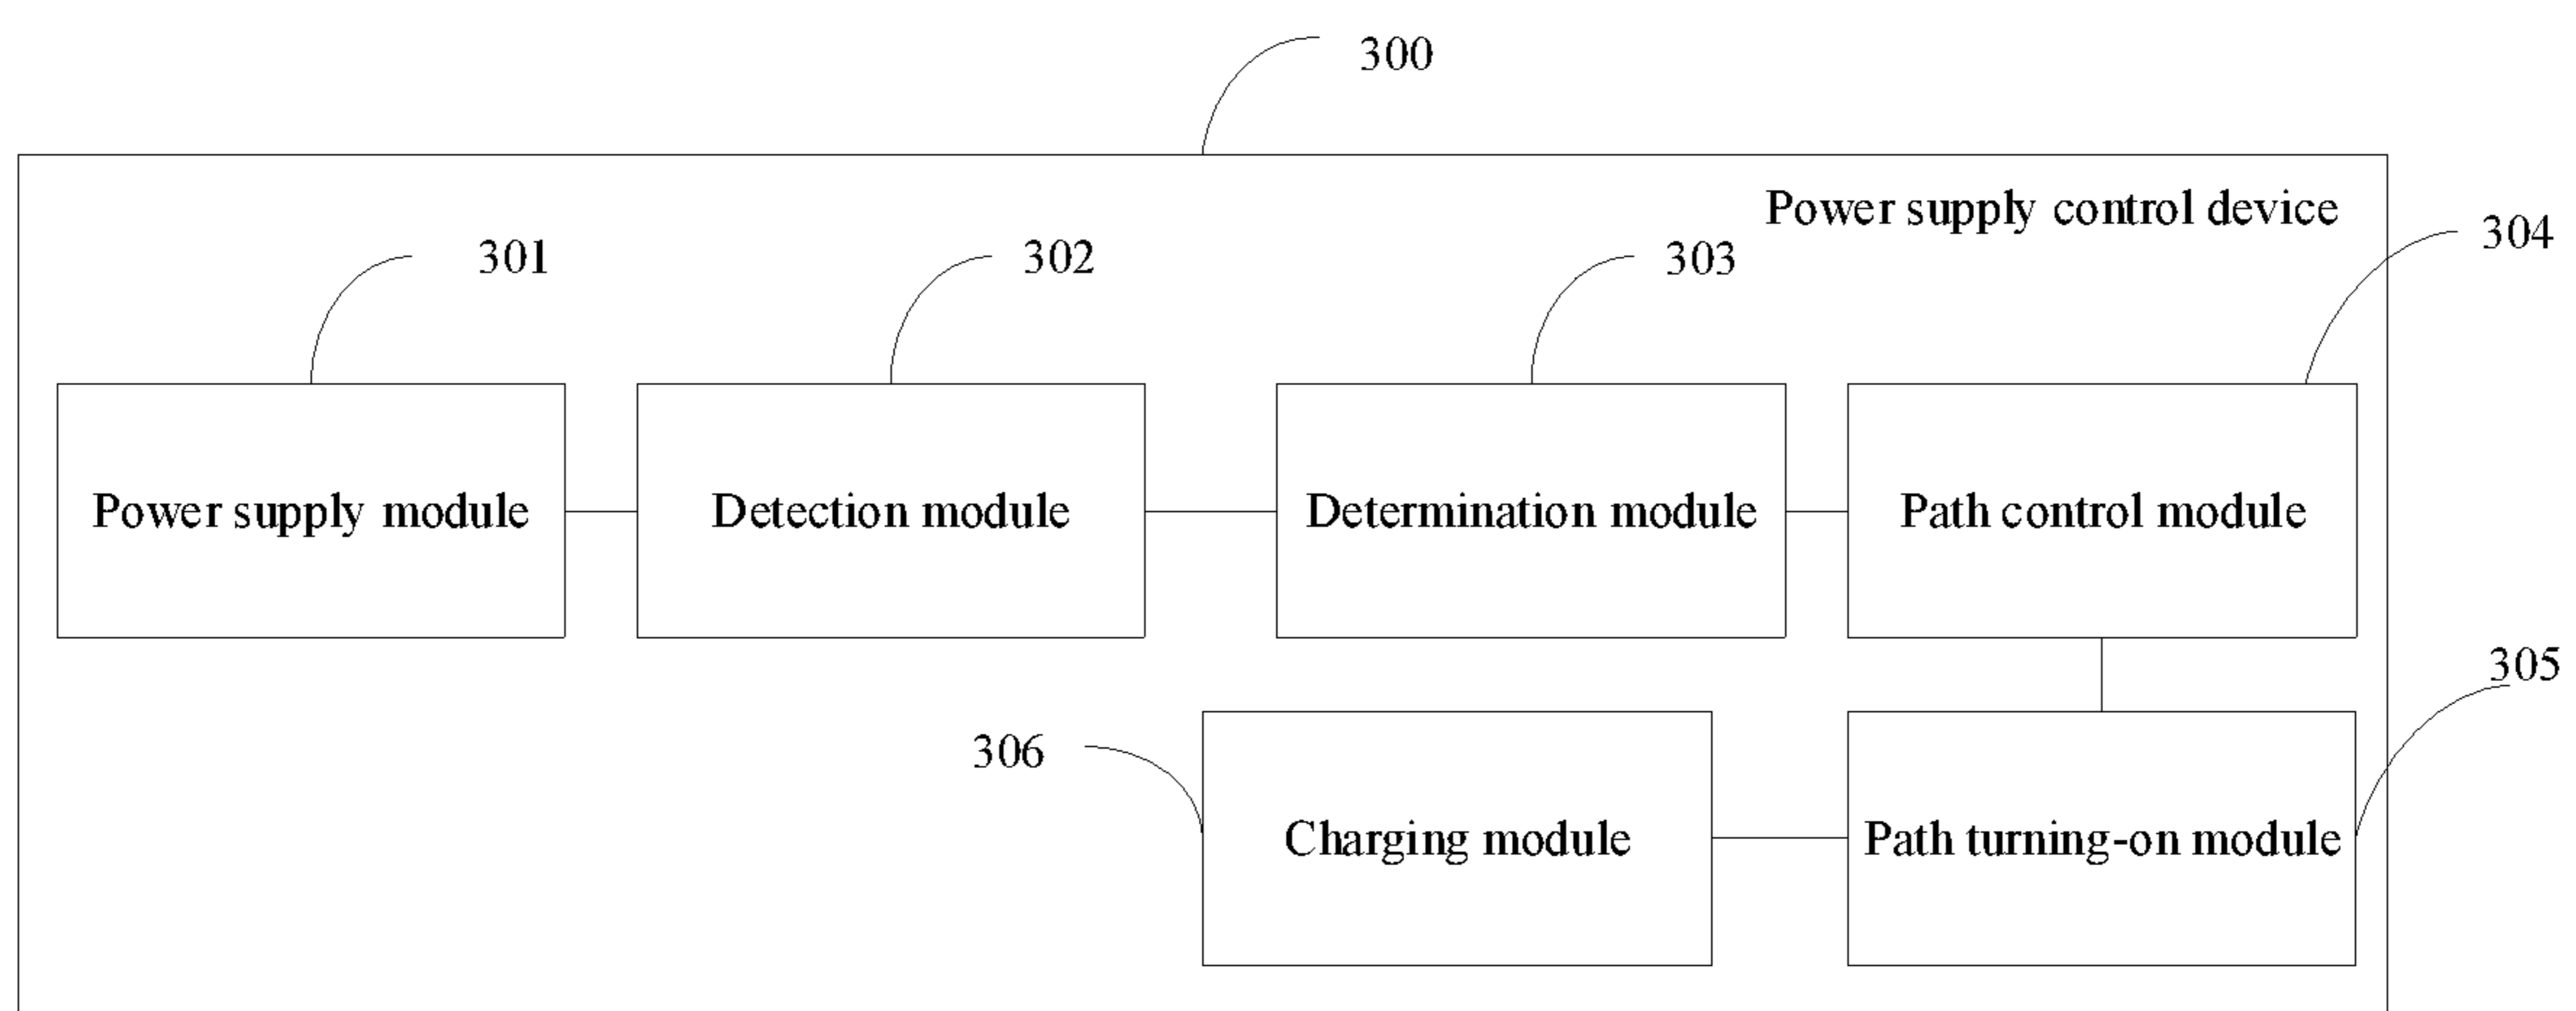 300
Power supply control device
301
302
303
304
Power supply module
Detection module
Determination module
Path control module
305
306
Charging module
Path turning-on module